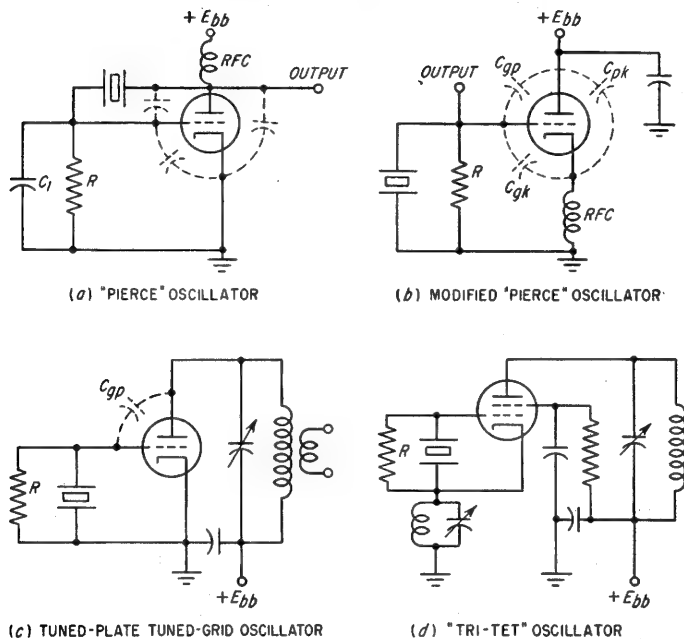 + Ebb
RFC
OUTPUT
C1
R
(a) "PIERCE" OSCILLATOR
+ Ebb
OUTPUT
Cgp
Cpk
R
Cgk
RFC
(b) MODIFIED "PIERCE" OSCILLATOR
Cgp
R
+ Ebb
(c) TUNED-PLATE TUNED-GRID OSCILLATOR
R
+ Ebb
(d) "TRI-TET" OSCILLATOR